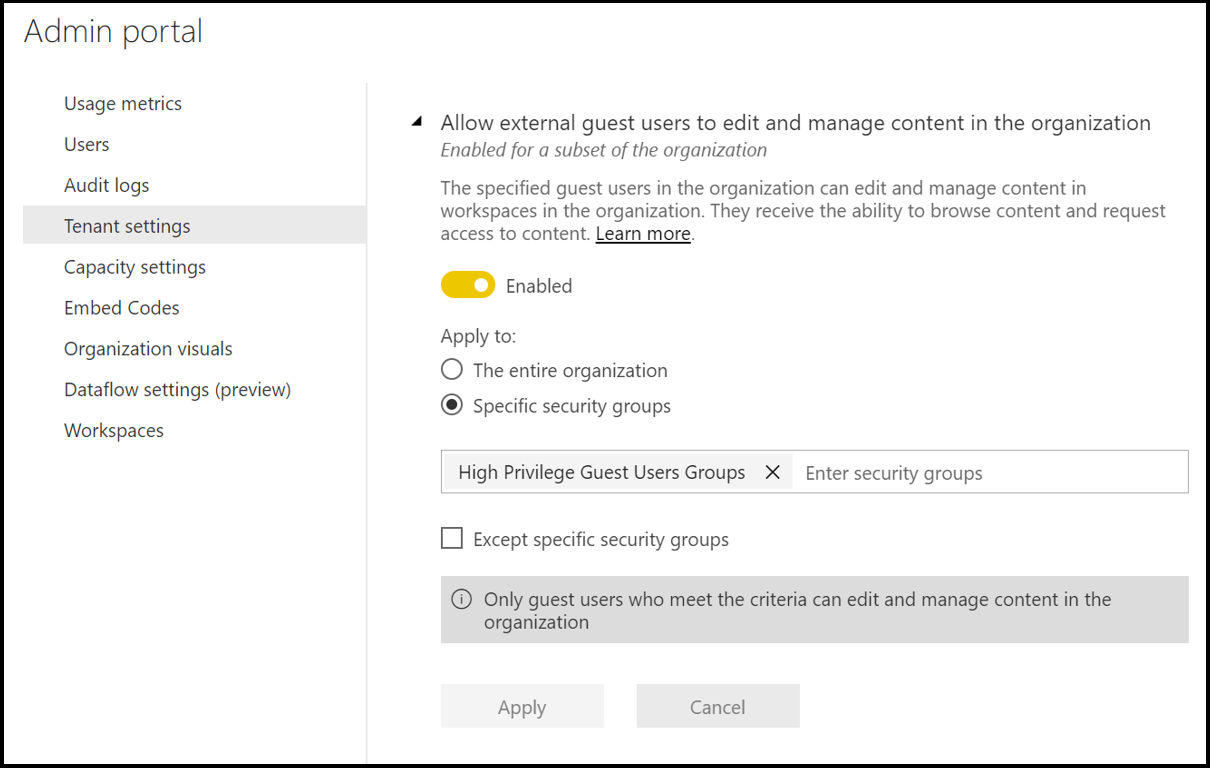 Admin portal
Usage metrics
Users
Audit logs
Tenant settings
Capacity settings
Embed Codes
Organization visuals
Dataflow settings (preview)
Workspaces
Allow external guest users to edit and manage content in the organization
Enabled for a subset of the organization
The specified guest users in the organization can edit and manage content in
workspaces in the organization. They receive the ability to browse content and request
access to content. Learn more.
Enabled
Apply to:
The entire organization
Specific security groups
High Privilege Guest Users Groups Enter security groups
Except specific security groups
Only guest users who meet the criteria can edit and manage content in the
organization
Apply Cancel